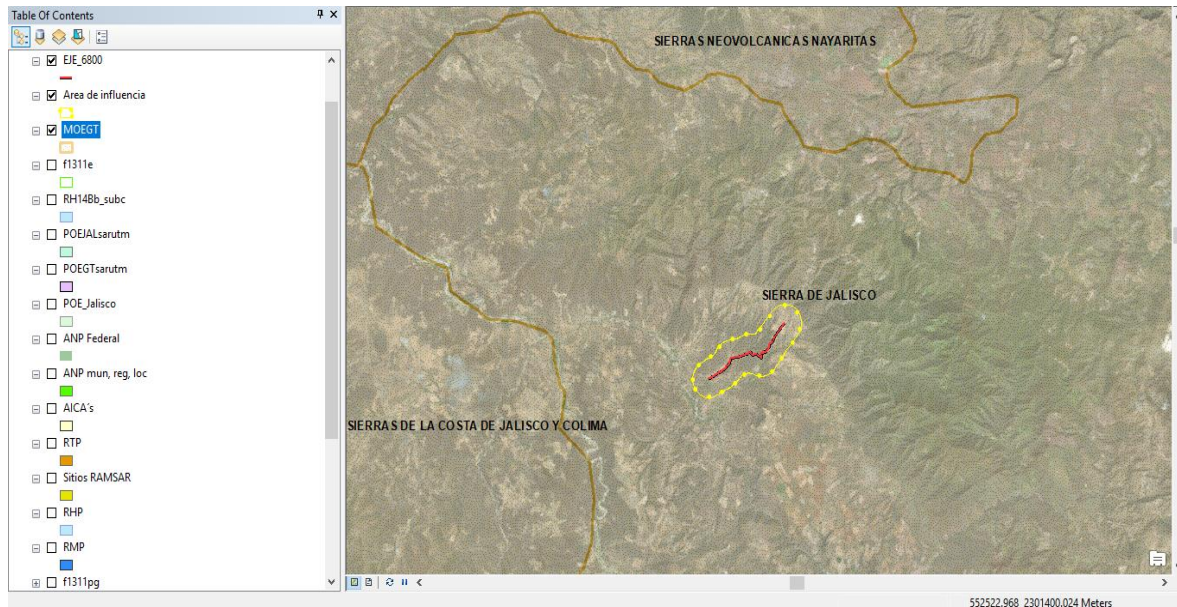 Table Of Contents
EJE_6800
Area de influencia
MOEGT
f1311e
RH14Bb_subc
POEJALsarutm
POEGTsarutm
POE_Jalisco
ANP Federal
ANP mun, reg, loc
AICA´s
RTP
Sitios RAMSAR
RHP
RMP
f1311pg
SIERRAS NEOVOLCANICAS NAYARITAS
SIERRA DE JALISCO
SIERRAS DE LA COSTA DE JALISCO Y COLIMA
552522.968 2301400.024 Meters